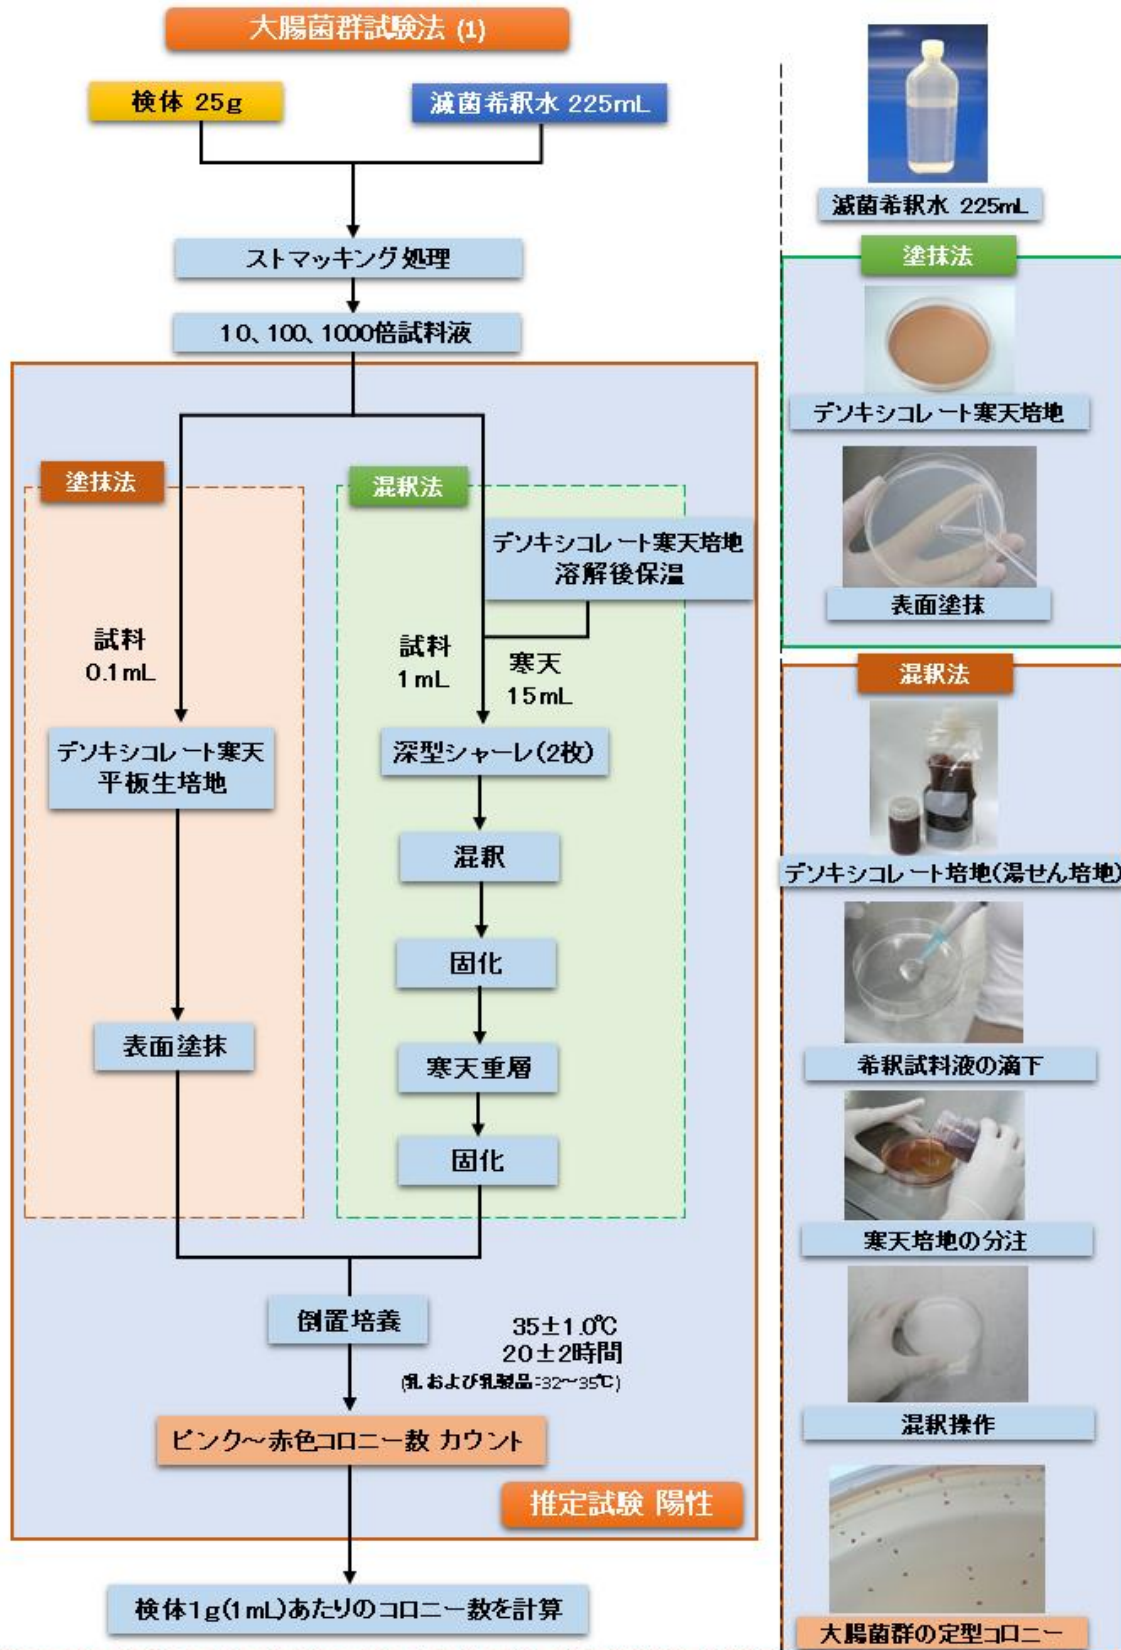 大腸菌群試験法 (1)
検体 25g
滅菌希釈水 225mL
ストマッキング処理
10、100、1000倍試料液
塗抹法
試料
0.1mL
デソキシコレート寒天
平板生培地
表面塗抹
混釈法
デソキシコレート寒天培地
溶解後保温
試料
1mL
寒天
15mL
深型シャーレ(2枚)
混釈
固化
寒天重層
固化
倒置培養
35±1.0℃
20±2時間
(乳および乳製品:32~35℃)
ピンク~赤色コロニー数 カウント
推定試験 陽性
検体1g(1mL)あたりのコロニー数を計算
滅菌希釈水 225mL
塗抹法
デソキシコレート寒天培地
表面塗抹
混釈法
デソキシコレート培地(湯せん培地)
希釈試料液の滴下
寒天培地の分注
混釈操作
大腸菌群の定型コロニー